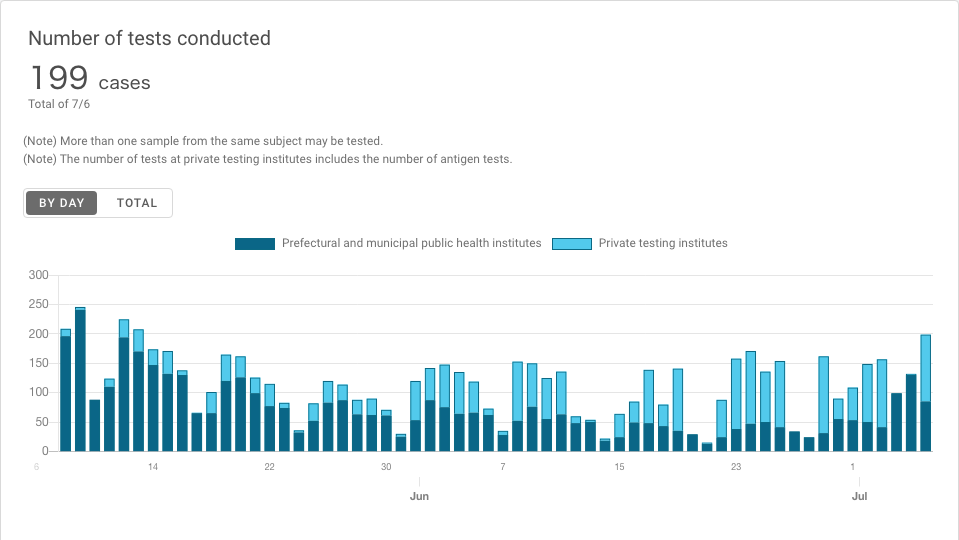 Number of tests conducted
199 cases
Total of 7/6
(Note) More than one sample from the same subject may be tested.
(Note) The number of tests at private testing institutes includes the number of antigen tests.
BY DAY TOTAL
Prefectural and municipal public health institutes Private testing institutes
300
250
200
150
100
50
0
6 14 22 30 7 15 23 1
Jun Jul